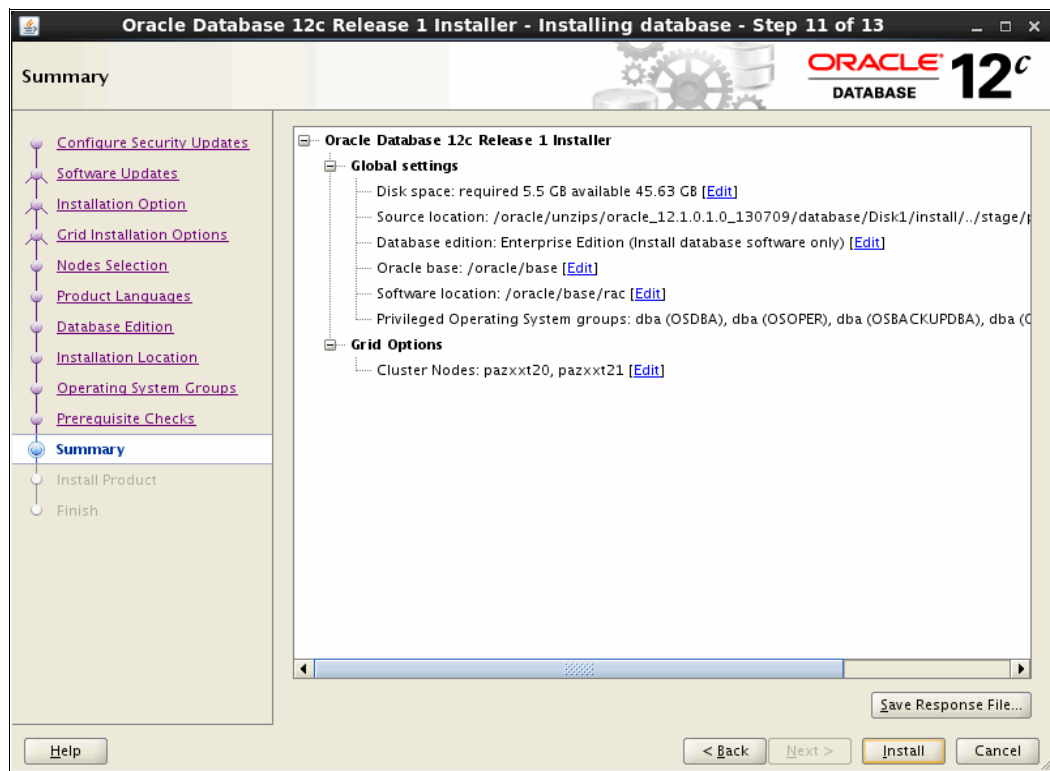 Oracle Database 12c Release 1 Installer - Installing database - Step 11 of 13
Summary
ORACLE
DATABASE
12c
Configure Security Updates
Software Updates
Installation Option
Grid Installation Options
Nodes Selection
Product Languages
Database Edition
Installation Location
Operating System Groups
Prerequisite Checks
Summary
Install Product
Finish
Oracle Database 12c Release 1 Installer
Global settings
Disk space: required 5.5 GB available 45.63 GB [Edit]
Source location: /oracle/unzips/oracle_12.1.0.1.0_130709/database/Disk1/install/../stage/
Database edition: Enterprise Edition (Install database software only) [Edit]
Oracle base: /oracle/base [Edit]
Software location: /oracle/base/rac [Edit]
Privileged Operating System groups: dba (OSDBA), dba (OSOPER), dba (OSBACKUPDBA), dba
Grid Options
Cluster Nodes: pazxxt20, pazxxt21 [Edit]
Save Response File...
Help
< Back
Next >
Install
Cancel